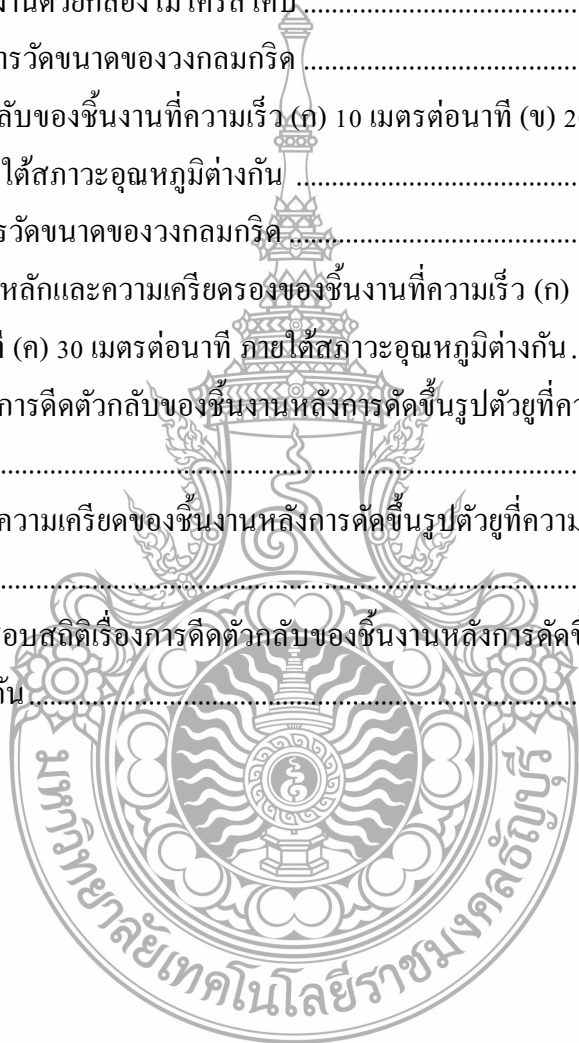 งานด้วยกล้องไมโครสโคป
ารวัดขนาดของวงกลมกริด
ลับของชิ้นงานที่ความเร็ว (ก) 10 เมตรต่อนาที (ข) 2
ใต้สภาวะอุณหภูมิต่างกัน
รวัดขนาดของวงกลมกริด
หลักและความเครียดรองของชิ้นงานที่ความเร็ว (ก)
ี (ค) 30 เมตรต่อนาที ภายใต้สภาวะอุณหภูมิต่างกัน
การดีดตัวกลับของชิ้นงานหลังการดัดขึ้นรูปตัวยูที่คว
ความเครียดของชิ้นงานหลังการดัดขึ้นรูปตัวยูที่ความ
อบสถิติเรื่องการดีดตัวกลับของชิ้นงานหลังการดัดขึ้
กัน
มหาวิทยาลัยเทคโนโลยีราชมงคลธัญบุรี